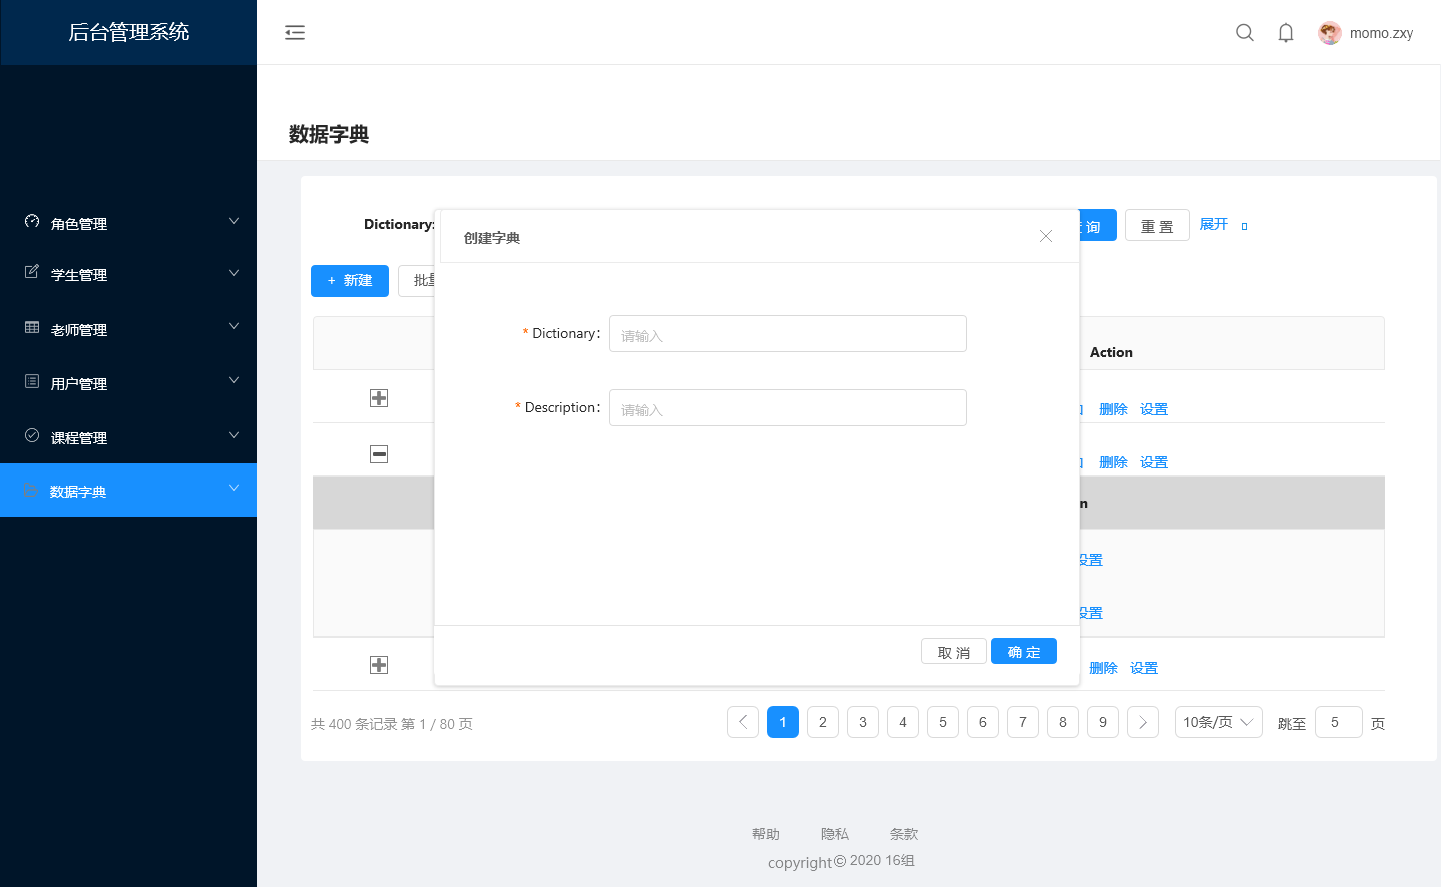 后台管理系统
momo.zxy
数据字典
角色管理
学生管理
老师管理
用户管理
课程管理
数据字典
Dictionary:
询
重 置
展开
+ 新建
批
创建字典
* Dictionary:
请输入
* Description:
请输入
取 消
确 定
Action
删除 设置
删除 设置
n
设置
设置
删除 设置
共 400 条记录 第 1 / 80 页
1 2 3 4 5 6 7 8 9
10条/页
跳至 5 页
帮助 隐私 条款
copyright© 2020 16组